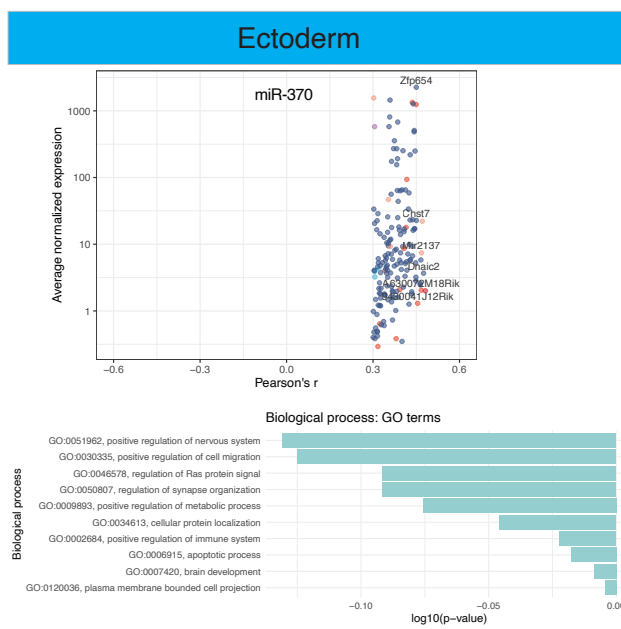 Ectoderm
miR-370
Zfp654
Chst7
Mir2137
Dnaic2
A630072M18Rik
9430041J12Rik
Average normalized expression
1000
100
10
1
−0.6
−0.3
0.0
0.3
0.6
Pearson's r
Biological process: GO terms
Biological process
GO:0051962, positive regulation of nervous system
GO:0030335, positive regulation of cell migration
GO:0046578, regulation of Ras protein signal
GO:0050807, regulation of synapse organization
GO:0009893, positive regulation of metabolic process
GO:0034613, cellular protein localization
GO:0002684, positive regulation of immune system
GO:0006915, apoptotic process
GO:0007420, brain development
GO:0120036, plasma membrane bounded cell projection
−0.10
−0.05
0.00
log10(p−value)